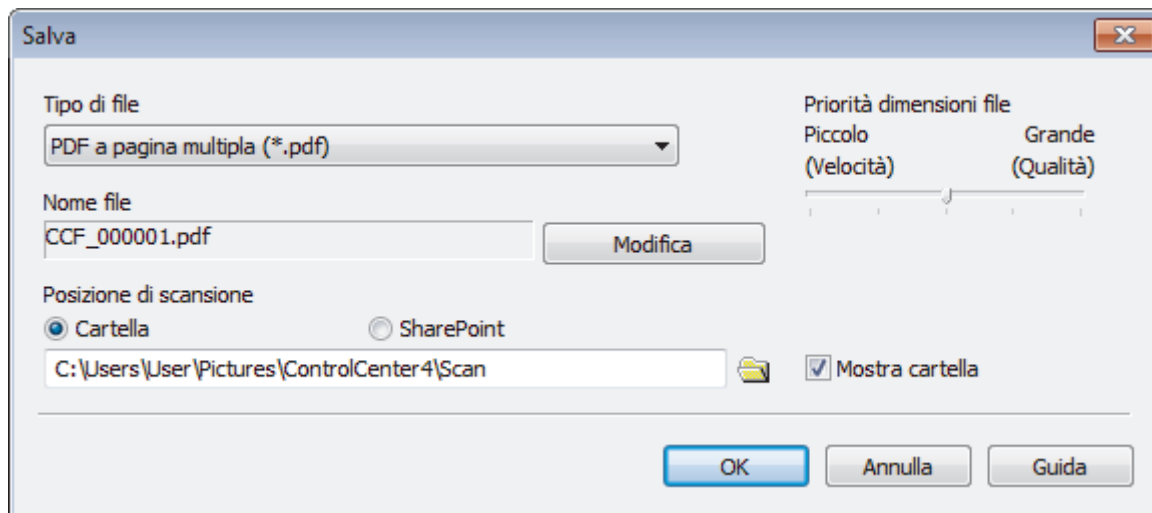 Salva
Tipo di file
PDF a pagina multipla (*.pdf)
Priorità dimensioni file
Piccolo Grande
(Velocità) (Qualità)
Nome file
CCF_000001.pdf
Modifica
Posizione di scansione
Cartella SharePoint
C:\Users\User\Pictures\ControlCenter4\Scan
Mostra cartella
OK Annulla Guida